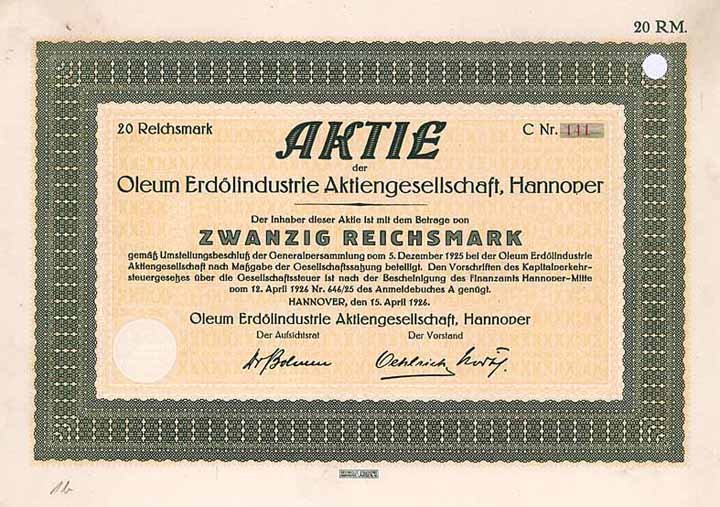 20 RM.
20 Reichsmark AKTIE C Nr. 141
der
Oleum Erdölindustrie Aktiengesellschaft, Hannover
Der Inhaber dieser Aktie ist mit dem Betrage von
ZWANZIG REICHSMARK
gemäß Umstellungsbeschluß der Generalversammlung vom 5. Dezember 1925 bei der Oleum Erdölindustrie
Aktiengesellschaft nach Maßgabe der Gesellschaftssatzung beteiligt. Den Vorschriften des Kapitalverkehr-
steuergesetzes über die Gesellschaftssteuer ist nach der Bescheinigung des Finanzamts Hannover-Mitte
vom 12. April 1926 Nr. 646/25 des Anmeldebuches A genügt.
HANNOVER, den 15. April 1926.
Oleum Erdölindustrie Aktiengesellschaft, Hannover
Der Aufsichtsrat Der Vorstand